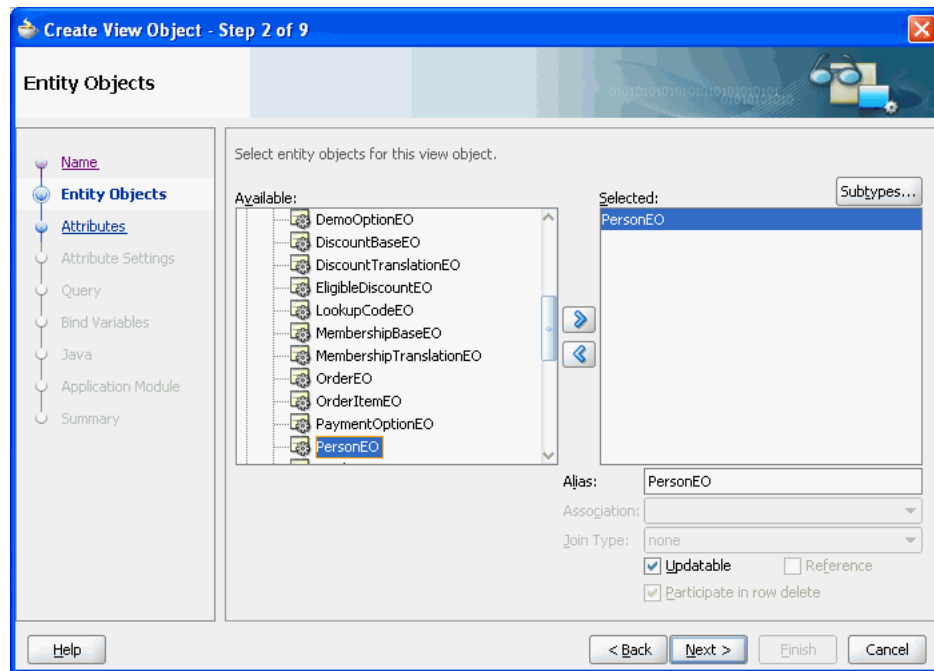 Create View Object - Step 2 of 9
Entity Objects
Name
Entity Objects
Attributes
Attribute Settings
Query
Bind Variables
Java
Application Module
Summary
Select entity objects for this view object.
Available:
DemoOptionEO
DiscountBaseEO
DiscountTranslationEO
EligibleDiscountEO
LookupCodeEO
MembershipBaseEO
MembershipTranslationEO
OrderEO
OrderItemEO
PaymentOptionEO
PersonEO
Selected:
Subtypes...
PersonEO
Alias: PersonEO
Association:
Join Type: none
Updatable Reference
Participate in row delete
Help < Back Next > Finish Cancel